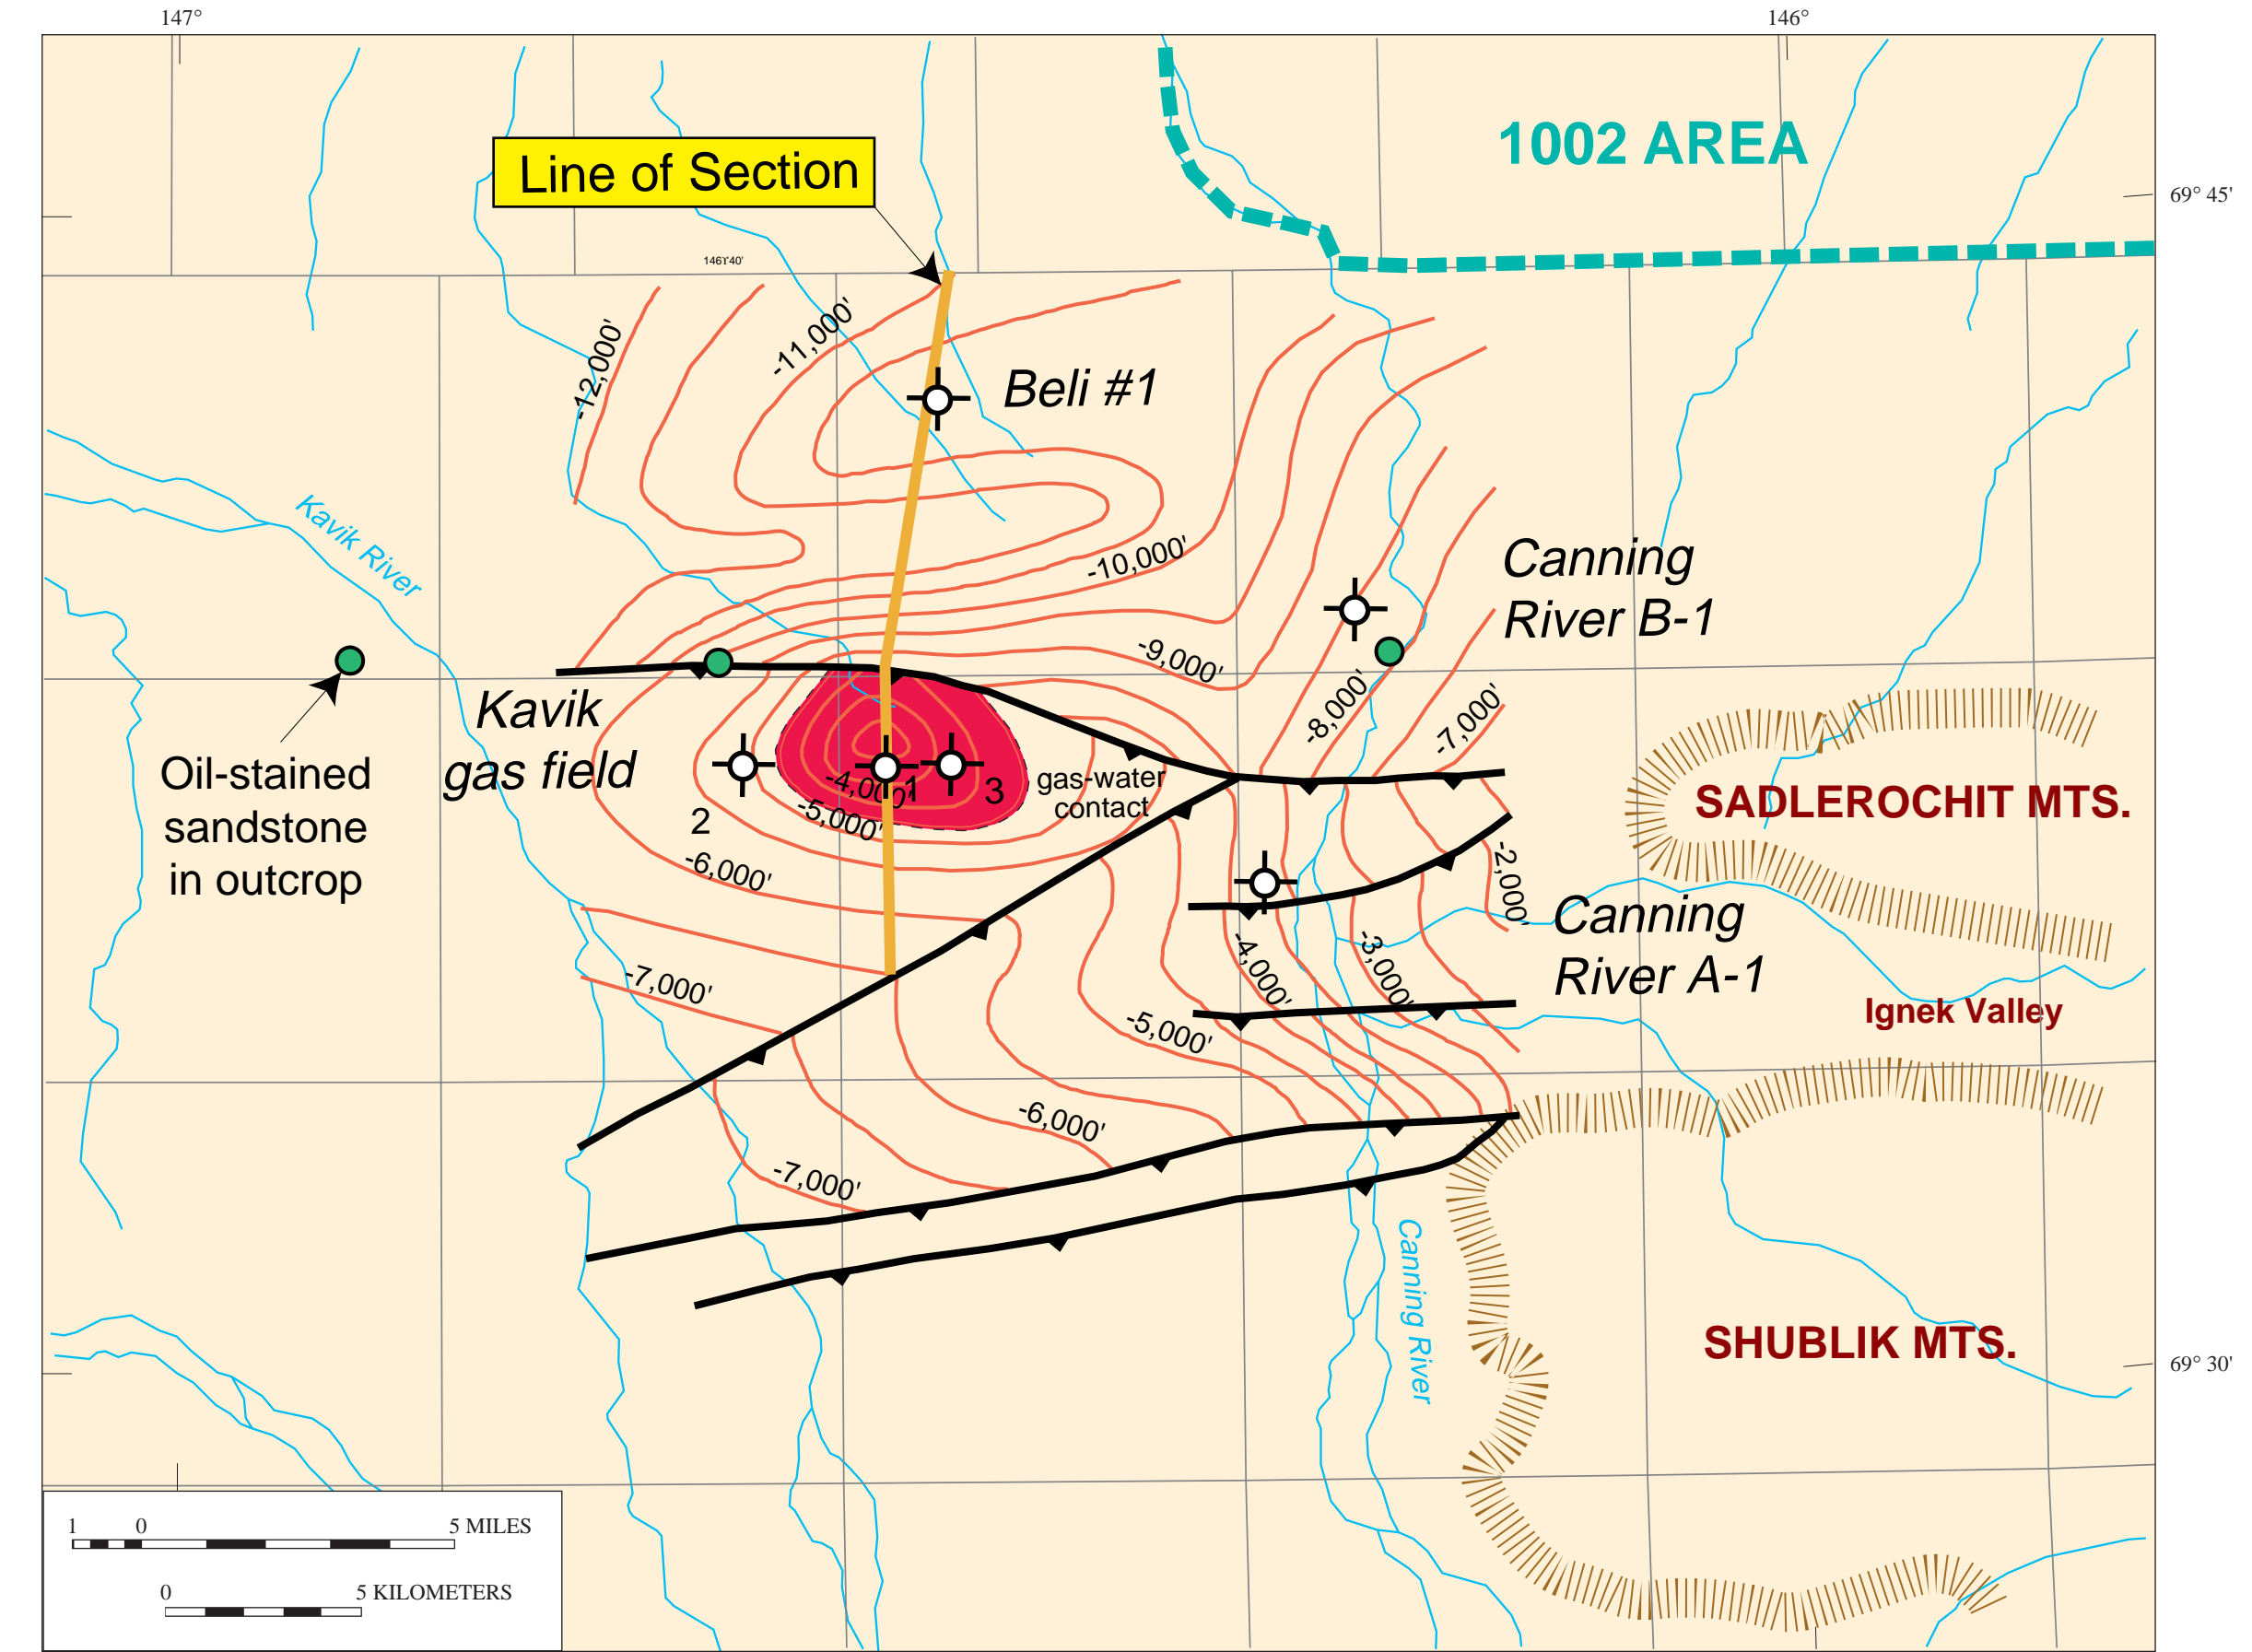 147°
146°
1002 AREA
69° 45'
Line of Section
-11,000'
-12,000'
Beli #1
Kavik River
-10,000'
Canning
River B-1
-9,000'
-8,000'
-7,000'
Kavik
gas field
Oil-stained
sandstone
in outcrop
-4,000'
1
3
2
-5,000'
gas-water
contact
SADLEROCHIT MTS.
-6,000'
-2,000'
Canning
River A-1
-4,000'
-3,000'
-7,000'
Ignek Valley
-5,000'
-6,000'
-7,000'
Canning River
SHUBLIK MTS.
69° 30'
1 0 5 MILES
0 5 KILOMETERS